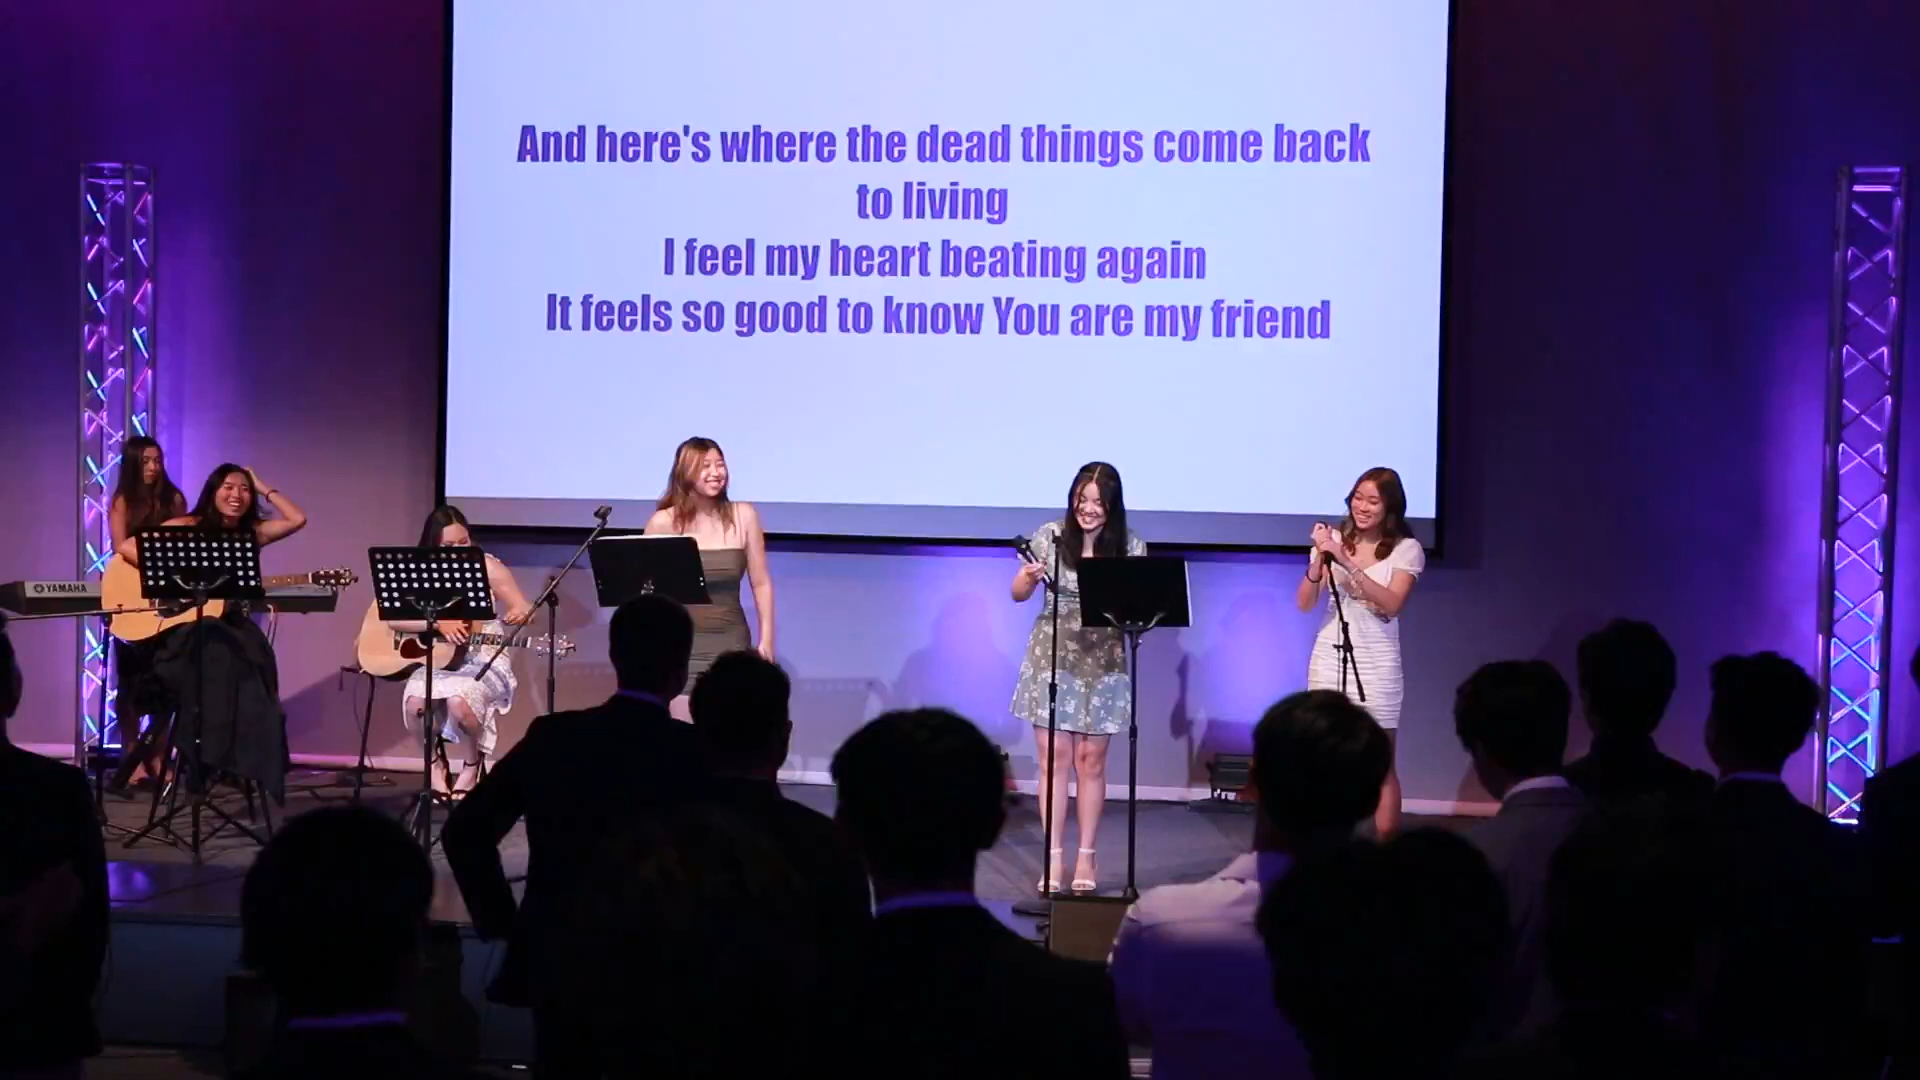 And here's where the dead things come back
to living
I feel my heart beating again
It feels so good to know You are my friend
YAMAHA